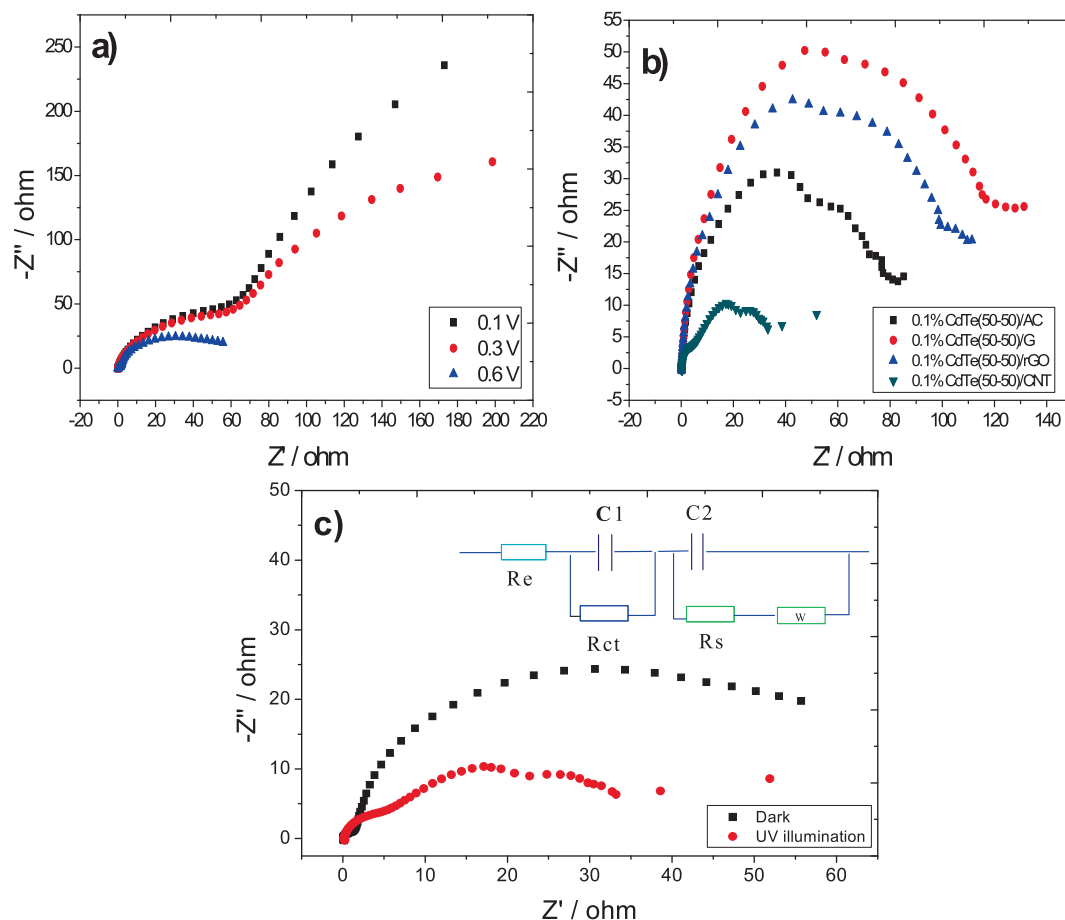 a)
-Z'' / ohm
250
200
150
100
50
0
-20 0 20 40 60 80 100 120 140 160 180 200 220
Z' / ohm
0.1 V
0.3 V
0.6 V
b)
-Z'' / ohm
55
50
45
40
35
30
25
20
15
10
5
0
-5
-20 0 20 40 60 80 100 120 140
Z' / ohm
0.1% CdTe(50-50)/AC
0.1% CdTe(50-50)/G
0.1% CdTe(50-50)/rGO
0.1% CdTe(50-50)/CNT
c)
-Z'' / ohm
50
40
30
20
10
0
0 10 20 30 40 50 60
Z' / ohm
C1
C2
Re
Rct
Rs
W
Dark
UV illumination